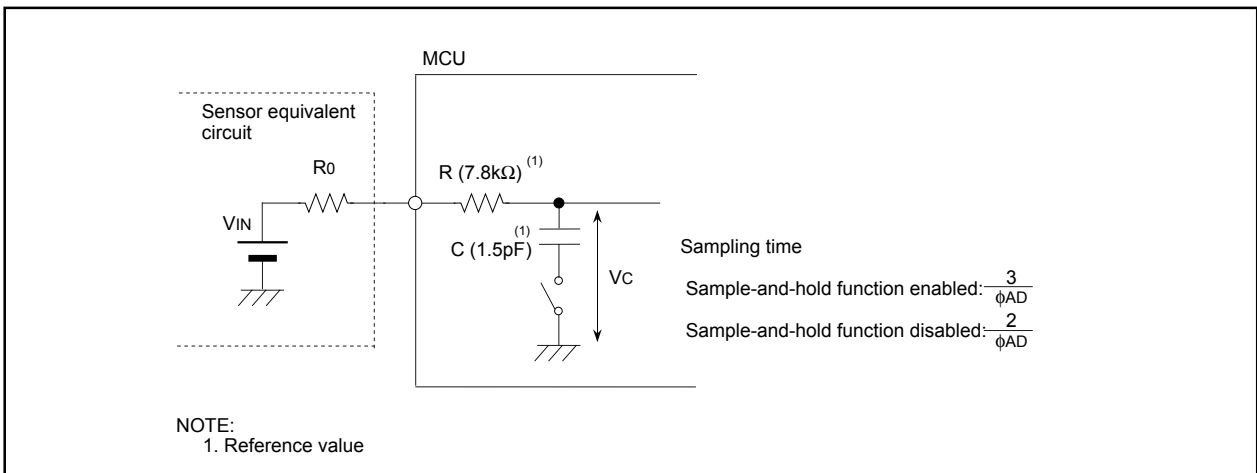 MCU
Sensor equivalent
circuit
R0
R (7.8kΩ) (1)
VIN
(1)
C (1.5pF)
VC
Sampling time
Sample-and-hold function enabled: 3/ϕAD
Sample-and-hold function disabled: 2/ϕAD
NOTE:
1. Reference value